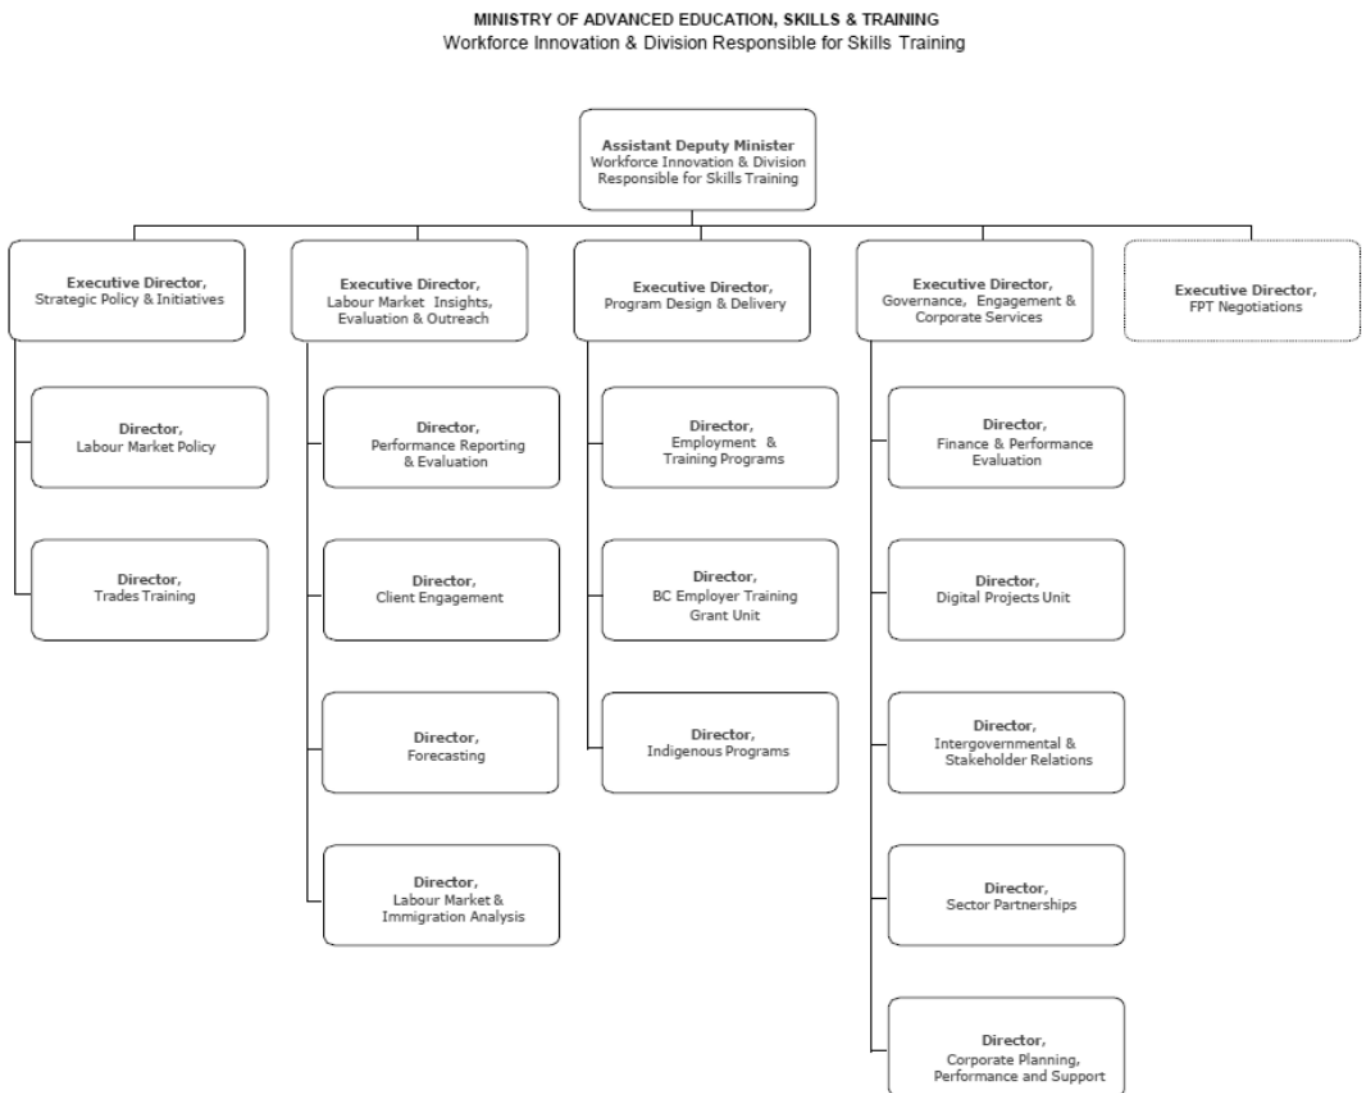 MINISTRY OF ADVANCED EDUCATION, SKILLS & TRAINING
Workforce Innovation & Division Responsible for Skills Training
Assistant Deputy Minister
Workforce Innovation & Division
Responsible for Skills Training
Executive Director,
Strategic Policy & Initiatives
Executive Director,
Labour Market Insights,
Evaluation & Outreach
Executive Director,
Program Design & Delivery
Executive Director,
Governance, Engagement &
Corporate Services
Executive Director,
FPT Negotiations
Director,
Labour Market Policy
Director,
Performance Reporting
& Evaluation
Director,
Employment &
Training Programs
Director,
Finance & Performance
Evaluation
Director,
Trades Training
Director,
Client Engagement
Director,
BC Employer Training
Grant Unit
Director,
Digital Projects Unit
Director,
Forecasting
Director,
Indigenous Programs
Director,
Intergovernmental &
Stakeholder Relations
Director,
Labour Market &
Immigration Analysis
Director,
Sector Partnerships
Director,
Corporate Planning,
Performance and Support